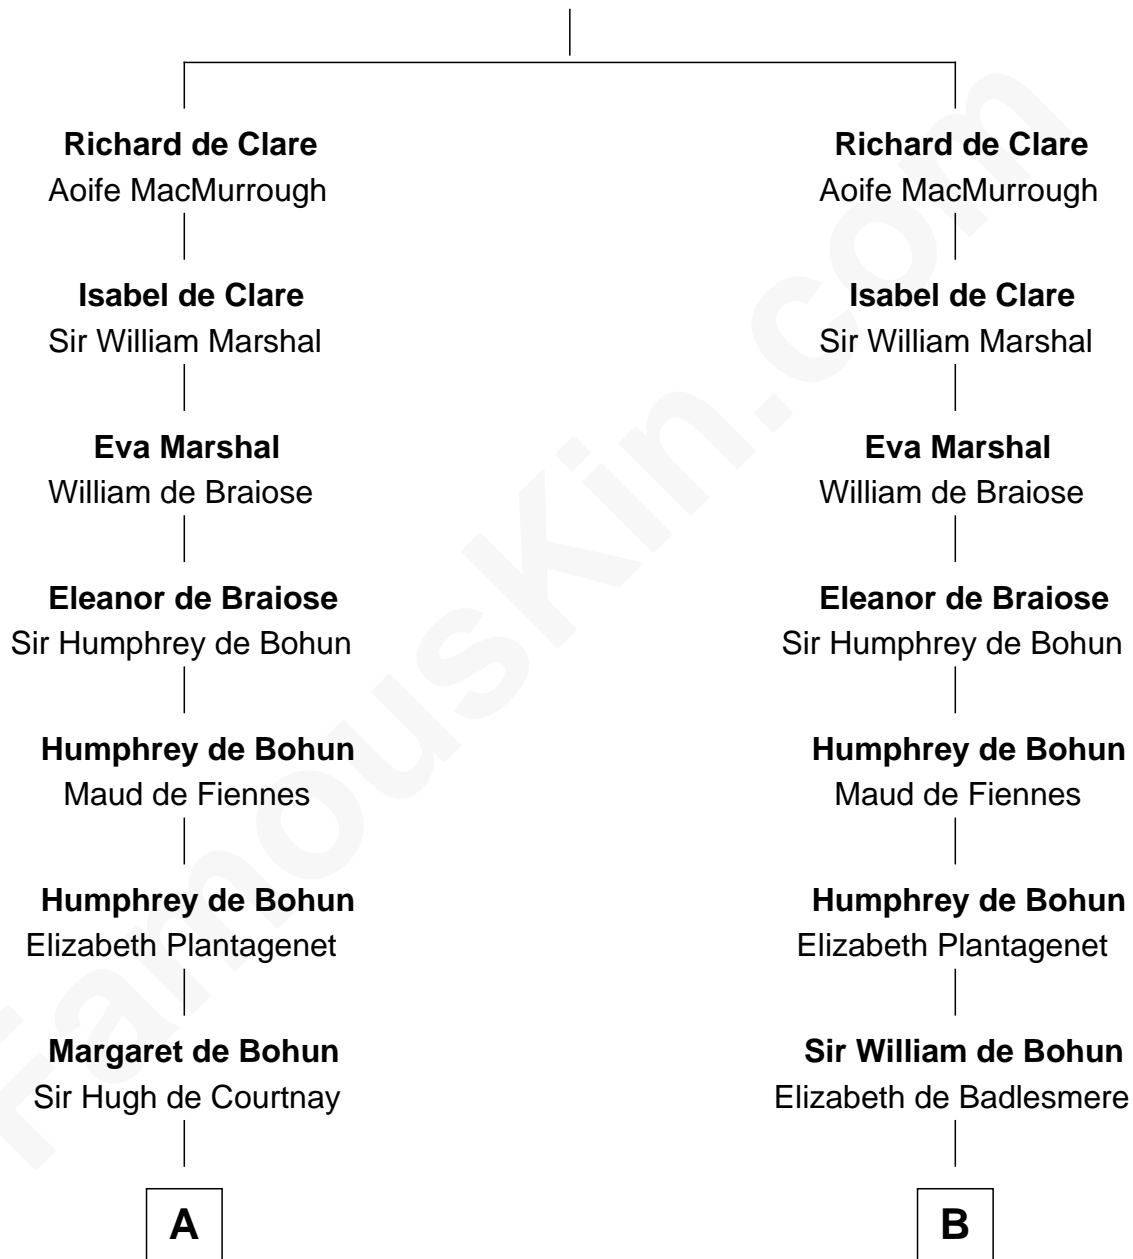 Richard de Clare
Aoife MacMurrough
Isabel de Clare
Sir William Marshal
Eva Marshal
William de Braiose
Eleanor de Braiose
Sir Humphrey de Bohun
Humphrey de Bohun
Maud de Fiennes
Humphrey de Bohun
Elizabeth Plantagenet
Margaret de Bohun
Sir Hugh de Courtnay
A
Richard de Clare
Aoife MacMurrough
Isabel de Clare
Sir William Marshal
Eva Marshal
William de Braiose
Eleanor de Braiose
Sir Humphrey de Bohun
Humphrey de Bohun
Maud de Fiennes
Humphrey de Bohun
Elizabeth Plantagenet
Sir William de Bohun
Elizabeth de Badlesmere
B
FamousKin.com